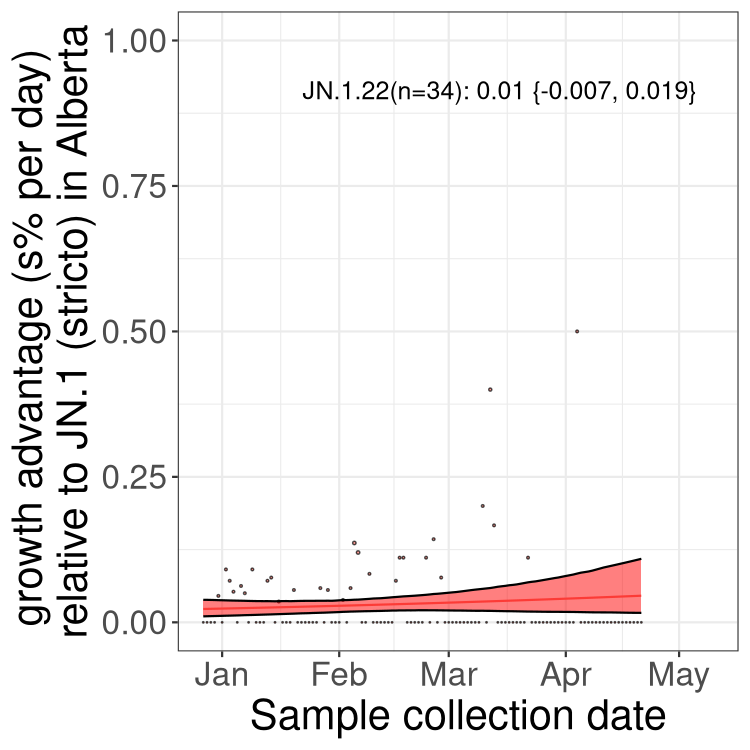 growth advantage (s% per day)
relative to JN.1 (stricto) in Alberta
1.00
0.75
0.50
0.25
0.00
JN.1.22(n=34): 0.01 {-0.007, 0.019}
Jan Feb Mar Apr May
Sample collection date